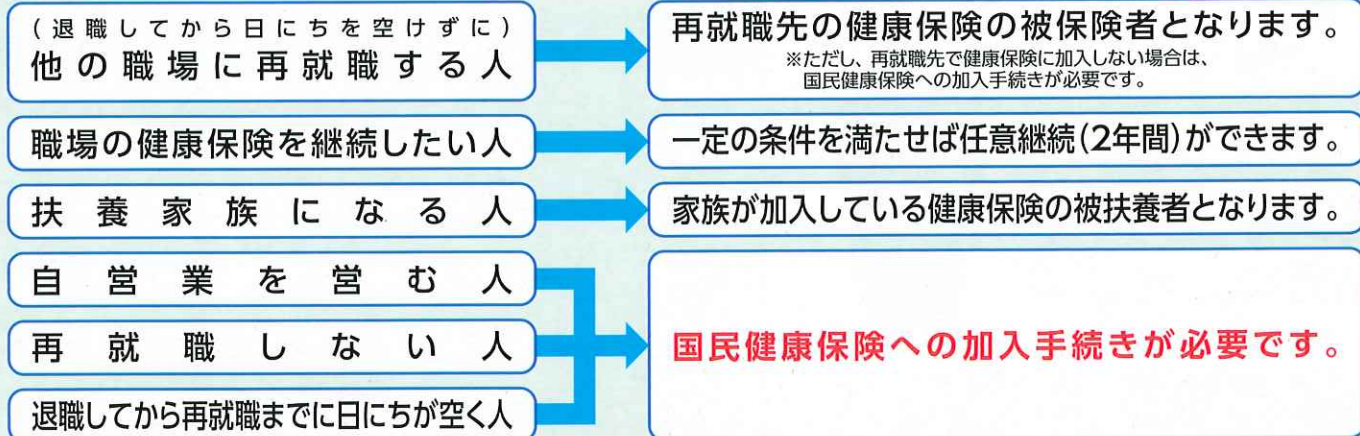 (退職してから日にちを空けずに)
他の職場に再就職する人
再就職先の健康保険の被保険者となります。
※ただし、再就職先で健康保険に加入しない場合は、
国民健康保険への加入手続きが必要です。
職場の健康保険を継続したい人
一定の条件を満たせば任意継続(2年間)ができます。
扶養家族になる人
家族が加入している健康保険の被扶養者となります。
自営業を営む人
再就職しない人
退職してから再就職までに日にちが空く人
国民健康保険への加入手続きが必要です。